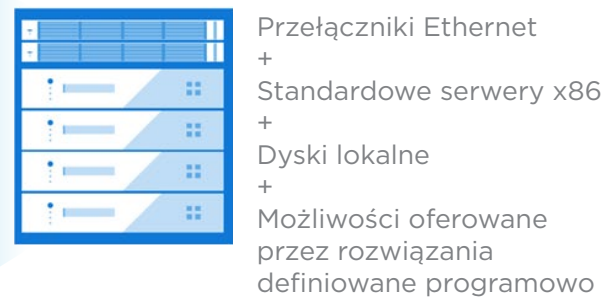 Przełączniki Ethernet
+
Standardowe serwery x86
+
Dyski lokalne
+
Możliwości oferowane
przez rozwiązania
definiowane programowo